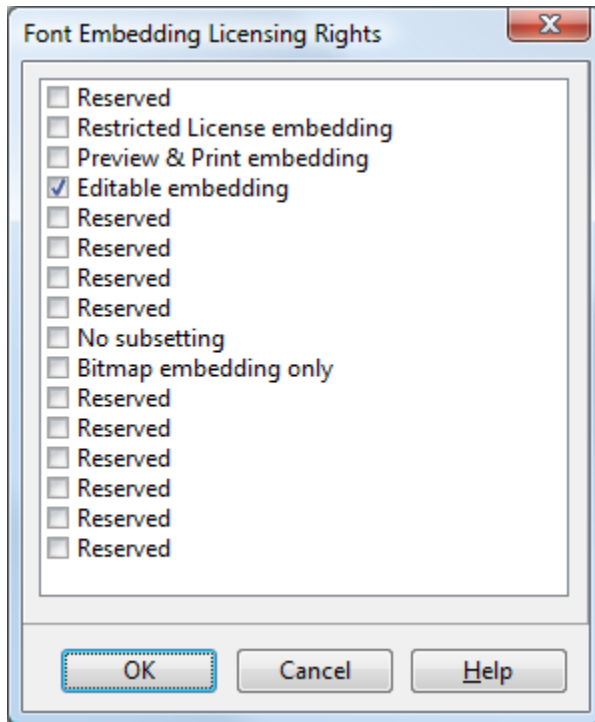 Font Embedding Licensing Rights
Reserved
Restricted License embedding
Preview & Print embedding
Editable embedding
Reserved
Reserved
Reserved
Reserved
No subsetting
Bitmap embedding only
Reserved
Reserved
Reserved
Reserved
Reserved
Reserved
OK Cancel Help